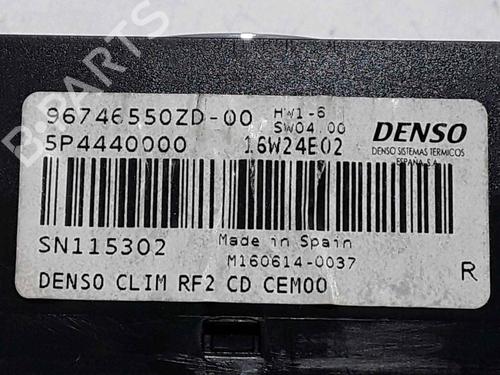 B-PARTS
96746550ZD-00
HW1-6
SW04.00
DENSO
DENSO SISTEMAS TERMICOS
ESPAÑA S.A.
5P4440000
16W24E02
SN115302
Made in Spain
M160614-0037
R
DENSO CLIM RF2 CD CEM00